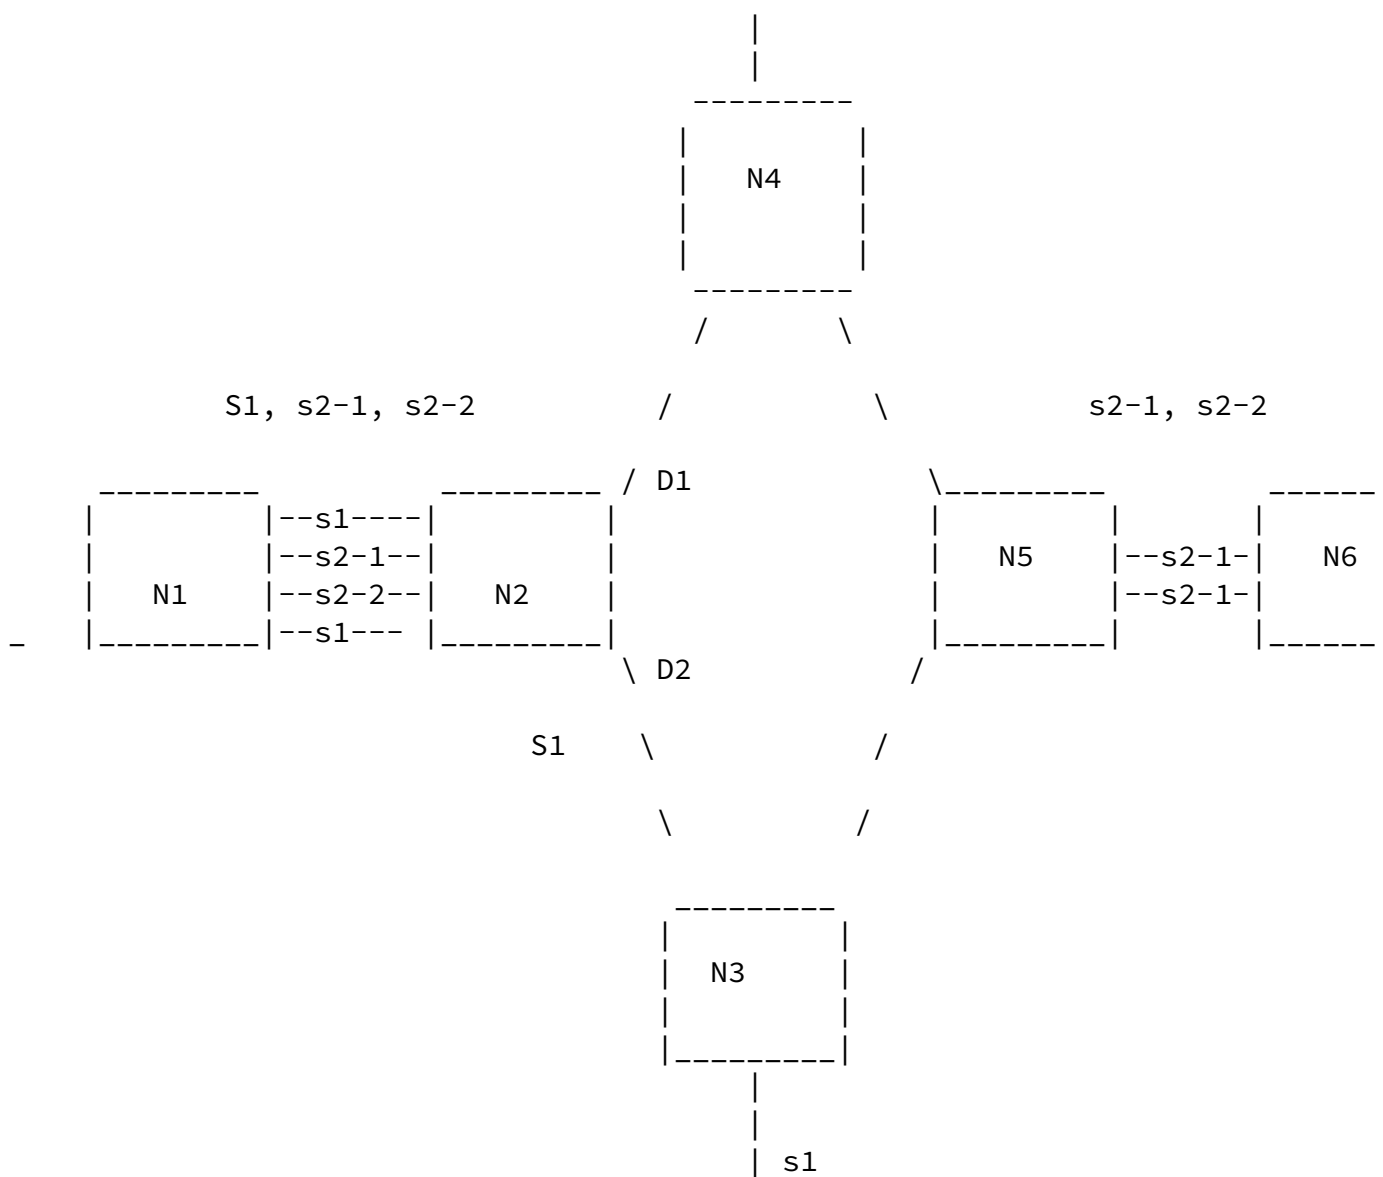 N4
S1, s2-1, s2-2 s2-1, s2-2
D1
--s1----
--s2-1-- N5 --s2-1- N6
N1 --s2-2-- N2 --s2-1-
--s1---
D2
S1
N3
s1